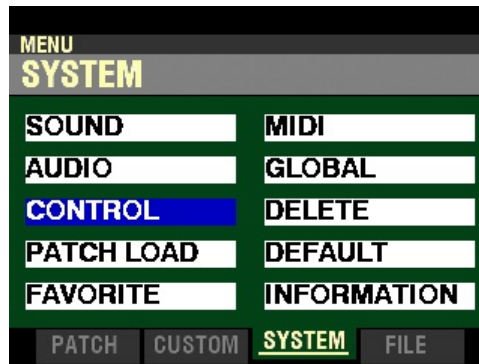 MENU
SYSTEM
SOUND MIDI
AUDIO GLOBAL
CONTROL DELETE
PATCH LOAD DEFAULT
FAVORITE INFORMATION
PATCH CUSTOM SYSTEM FILE